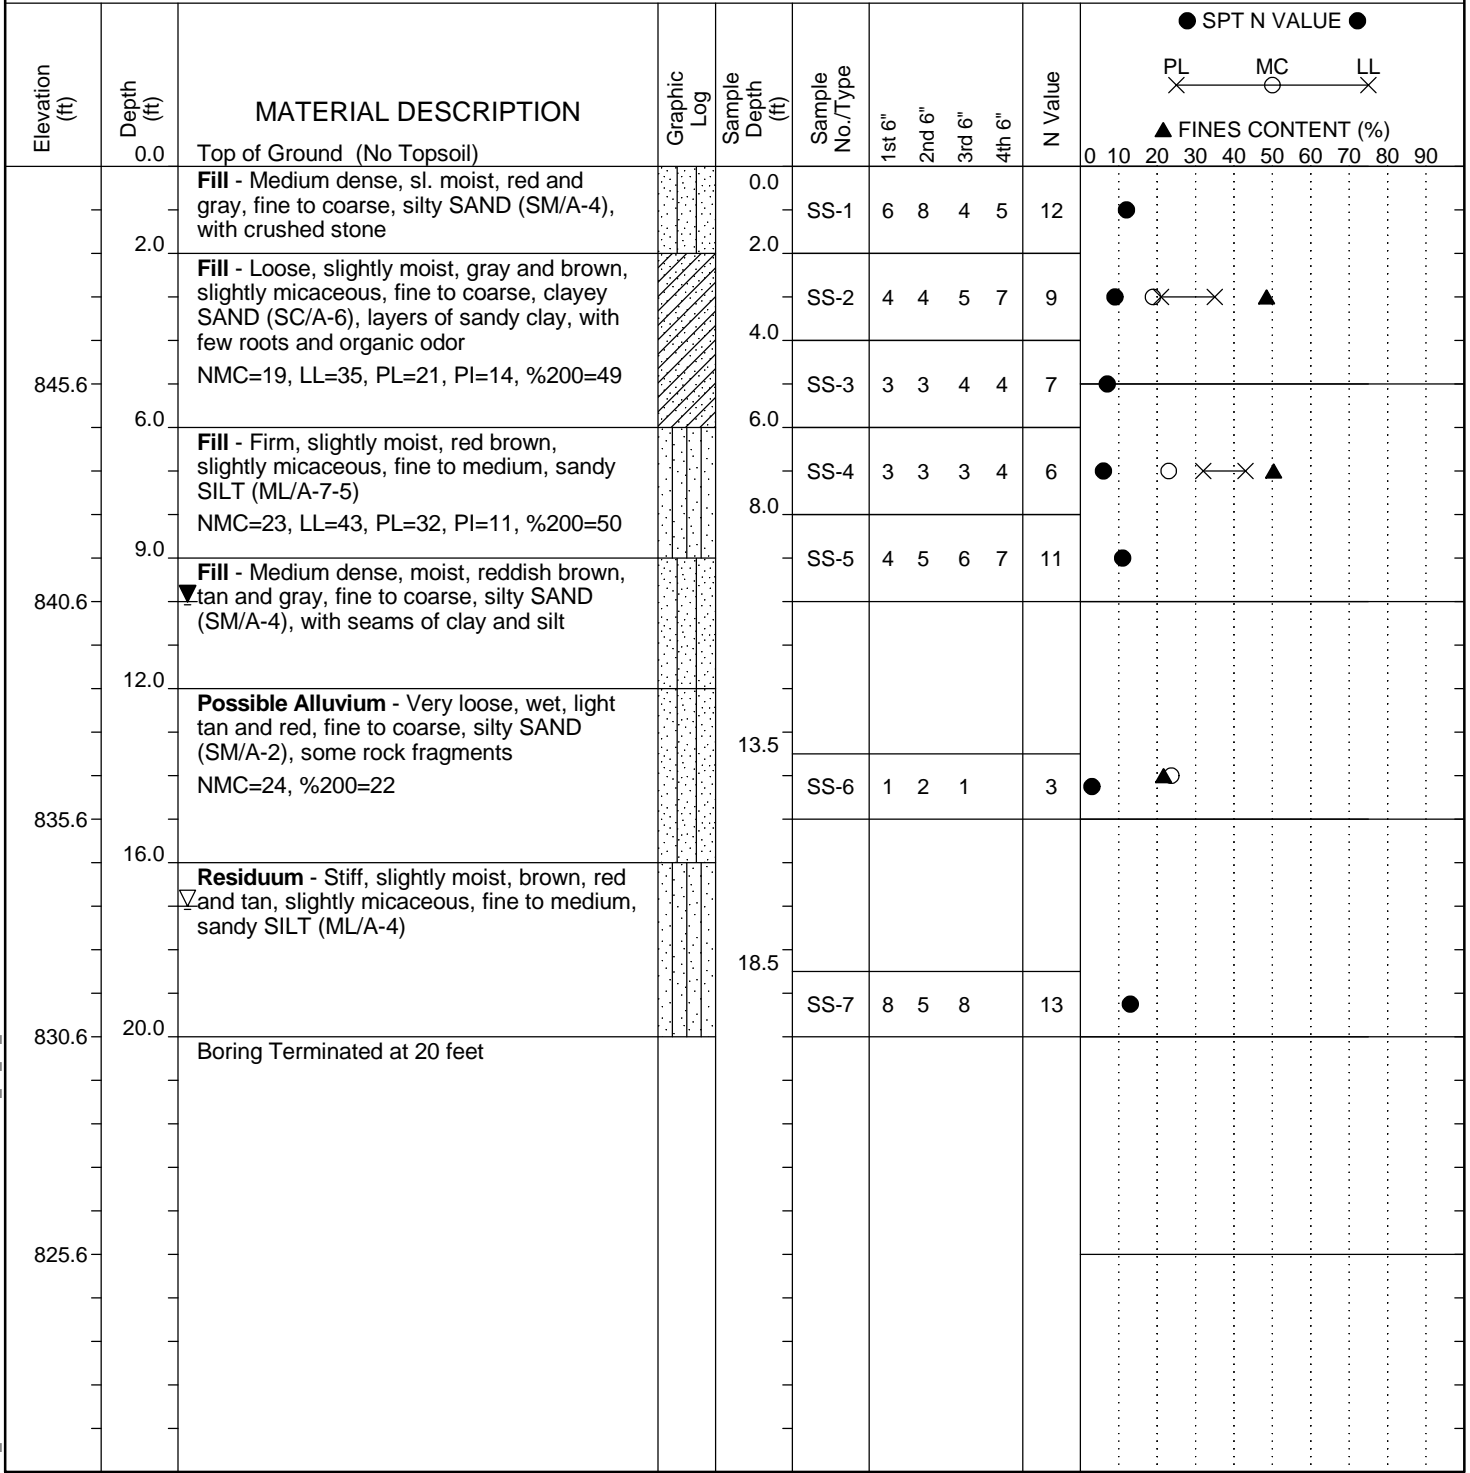 ● SPT N VALUE ●
PL MC LL
▲ FINES CONTENT (%)
0 10 20 30 40 50 60 70 80 90
Elevation (ft)
Depth (ft)
MATERIAL DESCRIPTION
Graphic Log
Sample Depth (ft)
Sample No./Type
1st 6"
2nd 6"
3rd 6"
4th 6"
N Value
0.0 Top of Ground (No Topsoil)
Fill - Medium dense, sl. moist, red and
gray, fine to coarse, silty SAND (SM/A-4),
with crushed stone
0.0
SS-1 6 8 4 5 12
2.0
2.0
Fill - Loose, slightly moist, gray and brown,
slightly micaceous, fine to coarse, clayey
SAND (SC/A-6), layers of sandy clay, with
few roots and organic odor
NMC=19, LL=35, PL=21, PI=14, %200=49
SS-2 4 4 5 7 9
4.0
845.6
SS-3 3 3 4 4 7
6.0
6.0
Fill - Firm, slightly moist, red brown,
slightly micaceous, fine to medium, sandy
SILT (ML/A-7-5)
NMC=23, LL=43, PL=32, PI=11, %200=50
SS-4 3 3 3 4 6
8.0
9.0
SS-5 4 5 6 7 11
Fill - Medium dense, moist, reddish brown,
tan and gray, fine to coarse, silty SAND
(SM/A-4), with seams of clay and silt
840.6
12.0
Possible Alluvium - Very loose, wet, light
tan and red, fine to coarse, silty SAND
(SM/A-2), some rock fragments
NMC=24, %200=22
13.5
SS-6 1 2 1 3
835.6
16.0
Residuum - Stiff, slightly moist, brown, red
and tan, slightly micaceous, fine to medium,
sandy SILT (ML/A-4)
18.5
SS-7 8 5 8 13
830.6
20.0
Boring Terminated at 20 feet
825.6